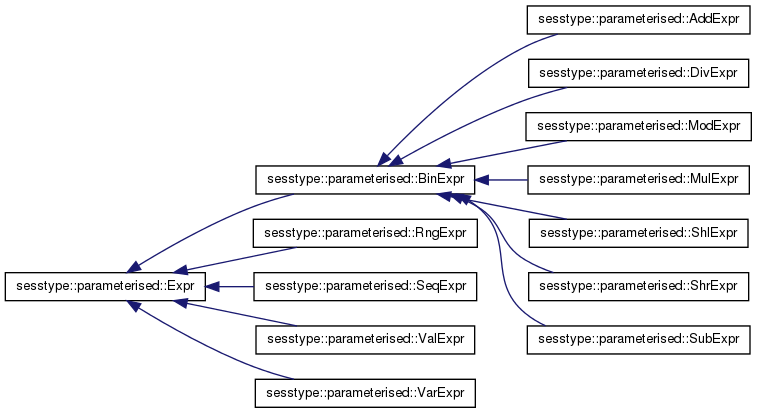 sesstype::parameterised::AddExpr
sesstype::parameterised::DivExpr
sesstype::parameterised::ModExpr
sesstype::parameterised::BinExpr
sesstype::parameterised::MulExpr
sesstype::parameterised::RngExpr
sesstype::parameterised::ShlExpr
sesstype::parameterised::Expr
sesstype::parameterised::SeqExpr
sesstype::parameterised::ShrExpr
sesstype::parameterised::ValExpr
sesstype::parameterised::SubExpr
sesstype::parameterised::VarExpr